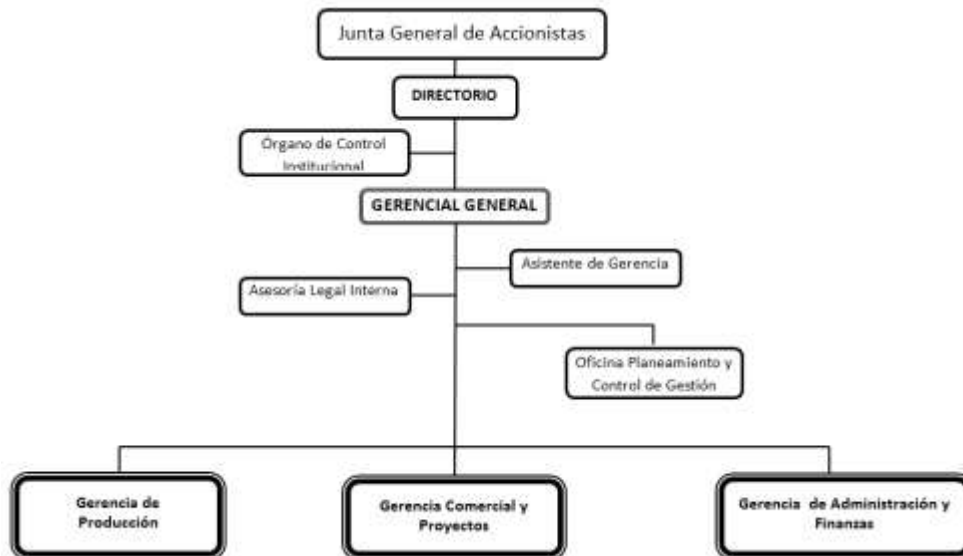 Junta General de Accionistas
DIRECTORIO
Órgano de Control
Institucional
GERENCIAL GENERAL
Asistente de Gerencia
Asesoría Legal Interna
Oficina Planeamiento y
Control de Gestión
Gerencia de
Producción
Gerencia Comercial y
Proyectos
Gerencia de Administración y
Finanzas